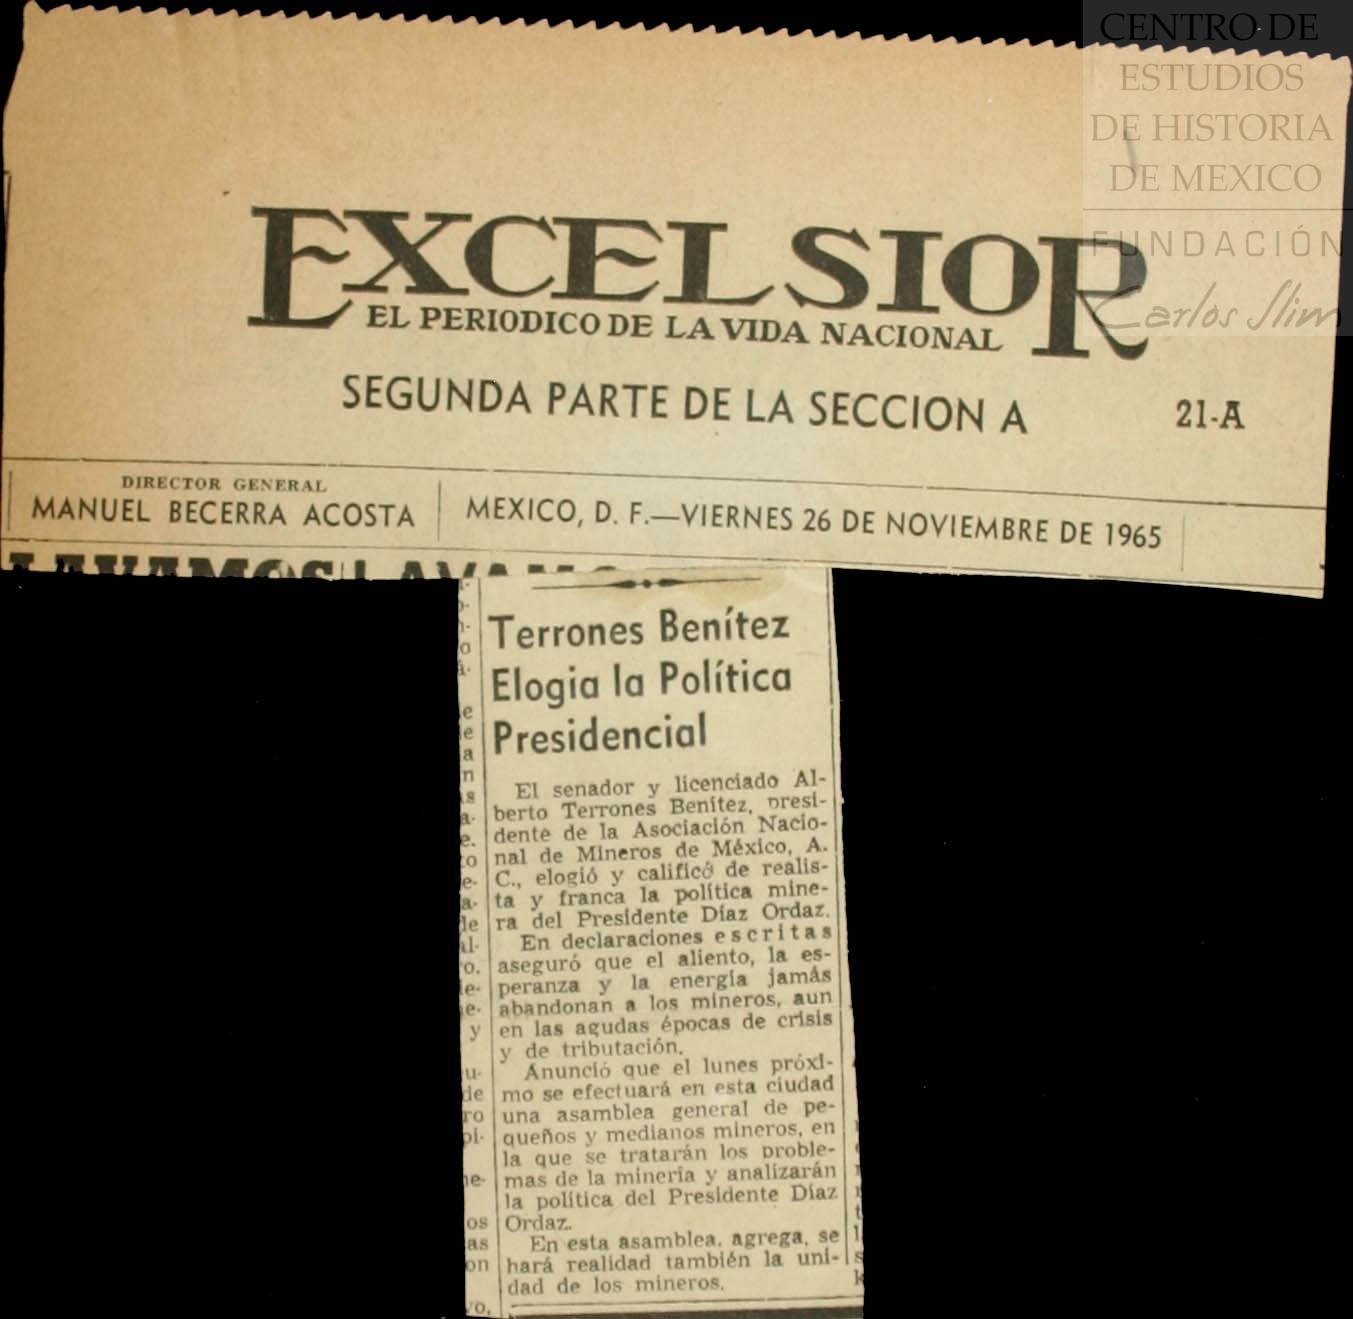 CENTRO DE
ESTUDIOS
DE HISTORIA
DE MEXICO
FUNDACIÓN
Carlos Slim
EXCELSIOR
EL PERIODICO DE LA VIDA NACIONAL
SEGUNDA PARTE DE LA SECCION A
21-A
DIRECTOR GENERAL
MANUEL BECERRA ACOSTA
MEXICO, D. F.—VIERNES 26 DE NOVIEMBRE DE 1965
Terrones Benítez
Elogia la Política
Presidencial
El senador y licenciado Al-
berto Terrones Benítez, presi-
dente de la Asociación Nacio-
nal de Mineros de México, A.
C., elogió y calificó de realis-
ta y franca la política mine-
ra del Presidente Díaz Ordaz.
En declaraciones escritas
aseguró que el aliento, la es-
peranza y la energía jamás
abandonan a los mineros, aun
en las agudas épocas de crisis
y de tributación.
Anunció que el lunes próxi-
mo se efectuará en esta ciudad
una asamblea general de pe-
queños y medianos mineros, en
la que se tratarán los proble-
mas de la minería y analizarán
la política del Presidente Díaz
Ordaz.
En esta asamblea, agrega, se
hará realidad también la uni-
dad de los mineros.